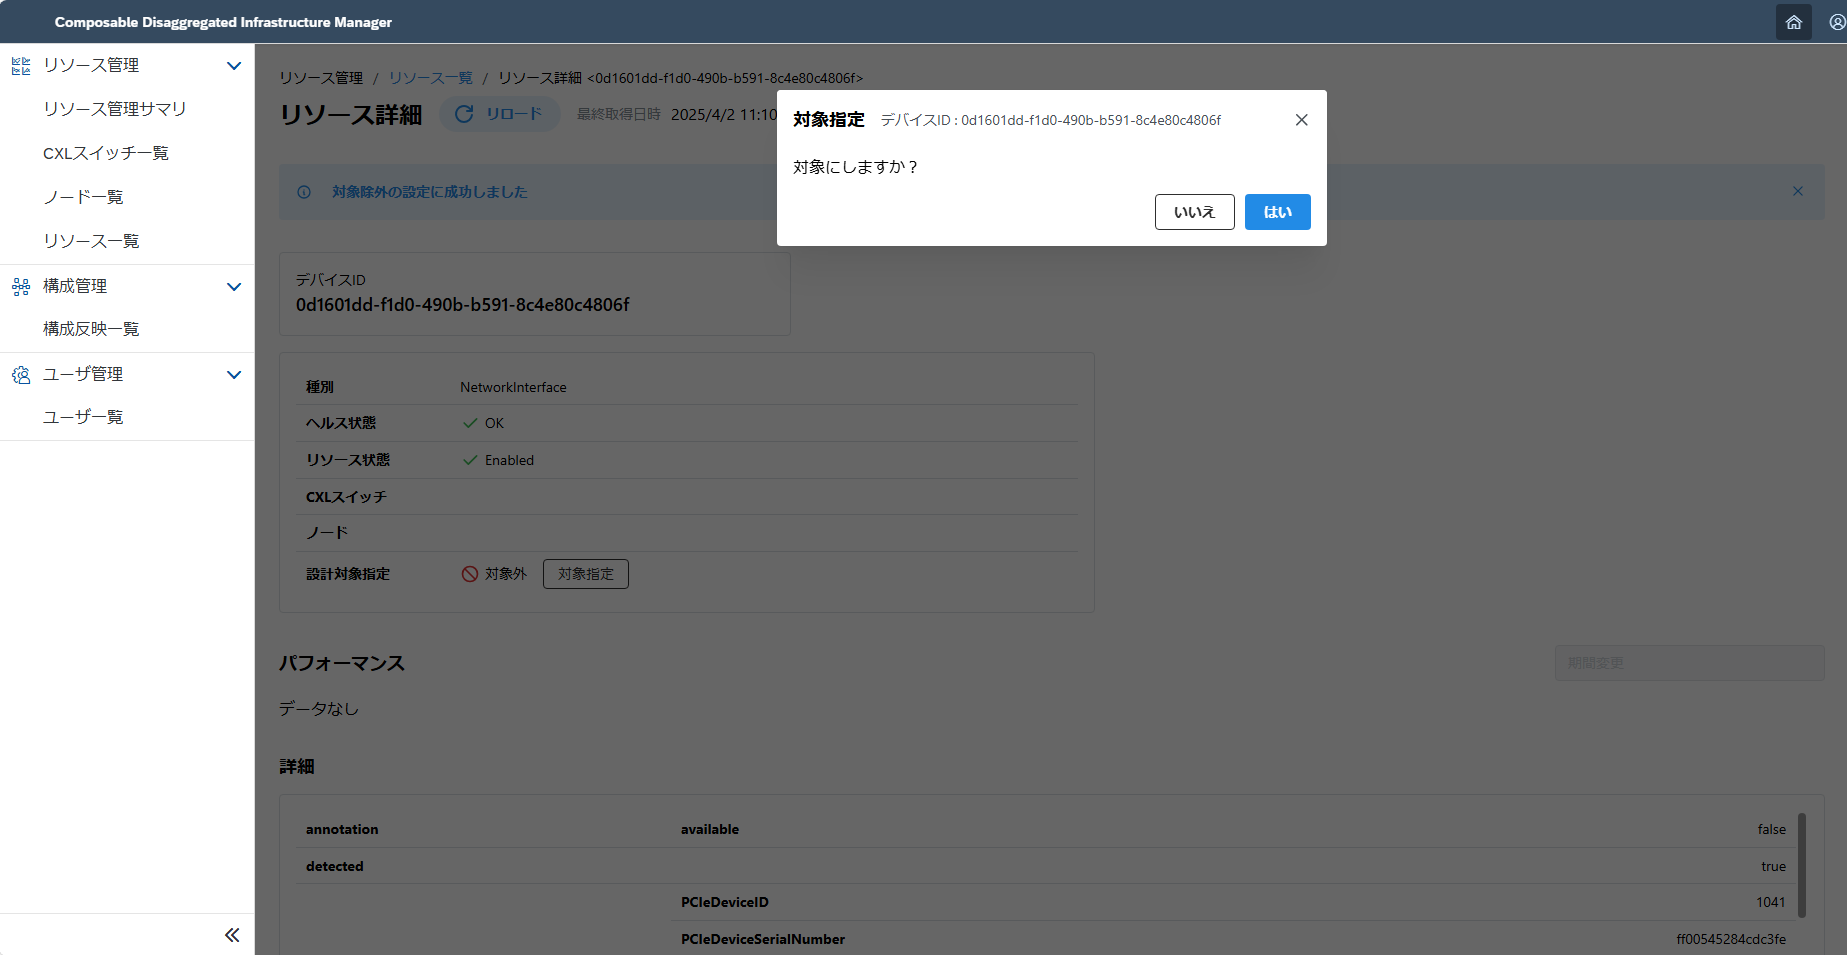 Composable Disaggregated Infrastructure Manager
リソース管理
リソース管理サマリ
CXLスイッチ一覧
ノード一覧
リソース一覧
構成管理
構成反映一覧
ユーザ管理
ユーザ一覧
リソース管理 / リソース一覧 / リソース詳細 <0d1601dd-f1d0-490b-b591-8c4e80c4806f>
リソース詳細 リロード 最終取得日時 2025/4/2 11:10
対象除外の設定に成功しました
対象指定 デバイスID : 0d1601dd-f1d0-490b-b591-8c4e80c4806f
対象にしますか？
いいえ はい
デバイスID
0d1601dd-f1d0-490b-b591-8c4e80c4806f
種別 NetworkInterface
ヘルス状態 OK
リソース状態 Enabled
CXLスイッチ
ノード
設計対象指定 対象外 対象指定
パフォーマンス 期間変更
データなし
詳細
annotation available false
detected true
PCIeDeviceID 1041
PCIeDeviceSerialNumber ff00545284cdc3fe